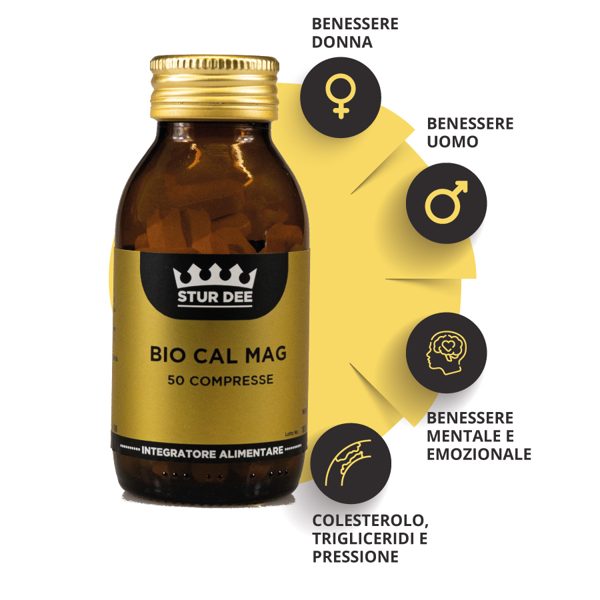 BENESSERE
DONNA
BENESSERE
UOMO
STUR DEE
BIO CAL MAG
50 COMPRESSE
INTEGRATORE ALIMENTARE
BENESSERE
MENTALE E
EMOZIONALE
COLESTEROLO,
TRIGLICERIDI E
PRESSIONE